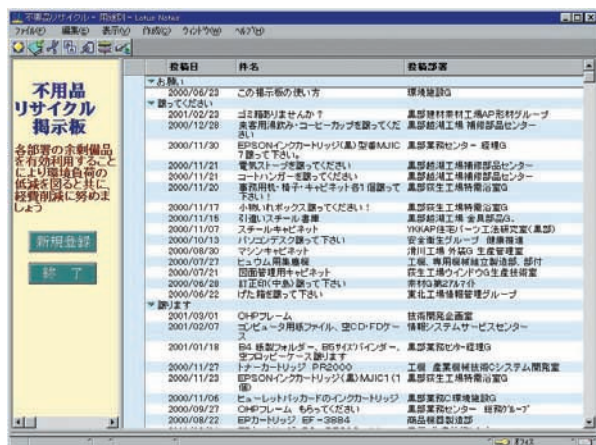 不要品リサイクル - 用途別 - Lotus Notes
ファイル(F) 編集(E) 表示(V) 作成(C) ウィンドウ(W) ヘルプ(H)
不用品
リサイクル
掲示板
各部署の余剰備品
を有効利用すること
により環境負荷の
低減を図ると共に、
経費削減に努めま
しょう
新規登録
終 了
投稿日 件名 投稿部署
お願い
2000/06/23 この掲示板の使い方 環境施設G
譲ってください
2001/02/23 ゴミ箱ありませんか? 黒部建材素材工場AP形材グループ
2000/12/28 来客用湯飲み・コーヒーカップを譲ってくだ 黒部越湖工場 補修部品センター
さい
2000/11/30 EPSONインクカートリッジ(黒)型番MJIC 黒部業務センター 経理G
7譲って下さい。
2000/11/21 電気ストーブを譲ってください 黒部越湖工場補修部品センター
2000/11/21 コートハンガーを譲ってください 黒部越湖工場補修部品センター
2000/11/20 事務用机・椅子・キャビネット各1個譲って 黒部荻生工場特需浴室G
下さい!
2000/11/17 小物いれボックス譲ってください! 黒部荻生工場特需浴室G
2000/11/15 引違いスチール書庫 黒部越湖工場 金具部品G.
2000/11/07 スチールキャビネット YKKAP住宅パーツ工法研究室(黒部)
2000/10/13 パソコンデスク譲って下さい 安全衛生グループ 健康推進
2000/08/30 マシンキャビネット 滑川工場 外装G 生産管理室
2000/07/27 ヒュウム用集塵機 工機、専用機械組立製造部、部付
2000/07/21 図面管理用キャビネット 荻生工場ウインドウG生産技術室
2000/06/28 訂正印(中島)譲って下さい 素材G第2アルマイト
2000/06/22 げた箱を譲って下さい 東北工場情報管理グループ
譲ります
2001/03/01 OHPフレーム 技術開発企画室
2001/02/07 コンピュータ用紙ファイル、空CD・FDケー 情報システムサービスセンター
ス
2001/01/18 B4 紙製フォルダー、B5サイズバインダー、 黒部業務センター経理G
空フロッピーケース譲ります
2000/11/27 トナーカートリッジ PR2000 工機 産業機械技術Cシステム開発室
2000/11/23 EPSONインクカートリッジ(黒)MJIC1(1 黒部荻生工場特需浴室G
個)
2000/11/06 ヒューレットパッカードのインクカートリッジ 黒部業務C環境施設G
2000/09/27 OHPフレーム もらってください 黒部業務センター 総務グループ
2000/08/22 EPカートリッジ EF-3884 商品機器製造部